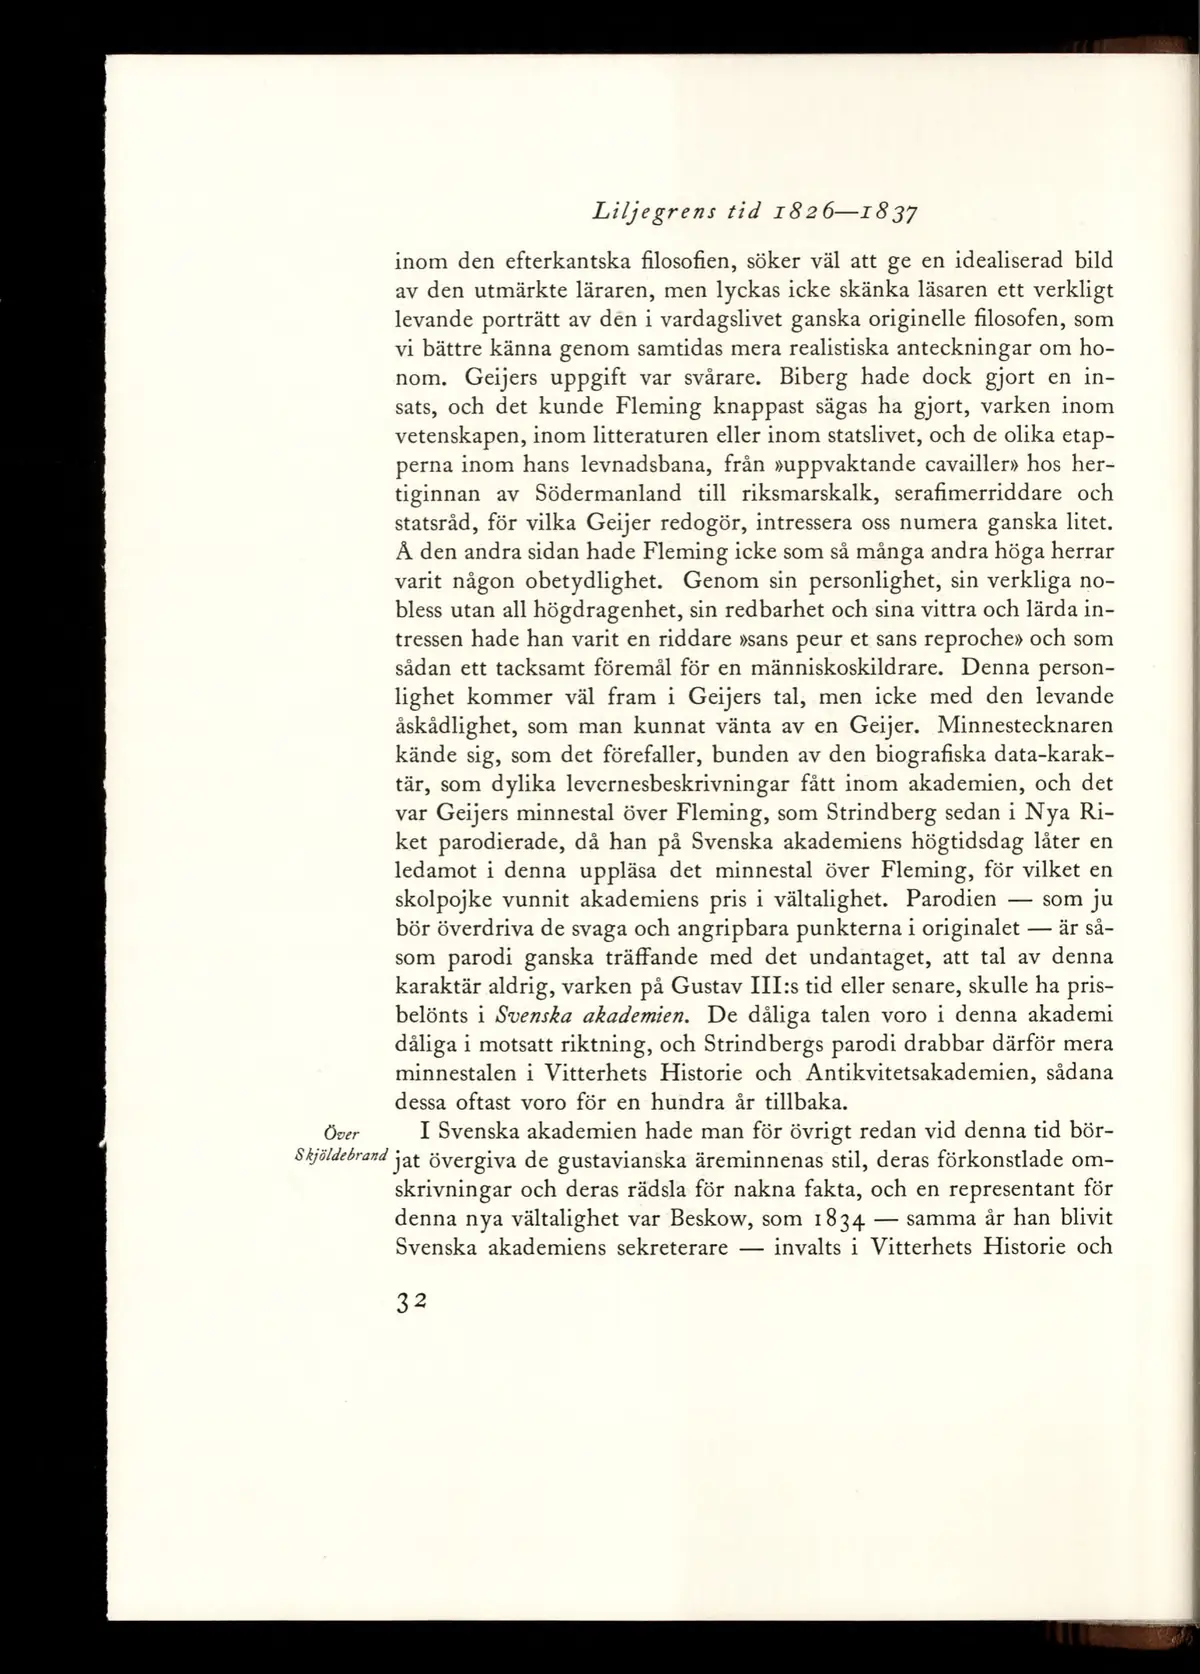 Liljegrens tid 1826—1837
inom den efterkantska filosofien, söker väl att ge en idealiserad bild
av den utmärkte läraren, men lyckas icke skänka läsaren ett verkligt
levande porträtt av den i vardagslivet ganska originelle filosofen, som
vi bättre känna genom samtidas mera realistiska anteckningar om ho-
nom. Geijers uppgift var svårare. Biberg hade dock gjort en in-
sats, och det kunde Fleming knappast sägas ha gjort, varken inom
vetenskapen, inom litteraturen eller inom statslivet, och de olika etap-
perna inom hans levnadsbana, från »uppvaktande cavailler» hos her-
tiginnan av Södermanland till riksmarskalk, serafimerriddare och
statsråd, för vilka Geijer redogör, intressera oss numera ganska litet.
Å den andra sidan hade Fleming icke som så många andra höga herrar
varit någon obetydlighet. Genom sin personlighet, sin verkliga no-
bless utan all högdragenhet, sin redbarhet och sina vittra och lärda in-
tressen hade han varit en riddare »sans peur et sans reproche» och som
sådan ett tacksamt föremål för en människoskildrare. Denna person-
lighet kommer väl fram i Geijers tal, men icke med den levande
åskådlighet, som man kunnat vänta av en Geijer. Minnestecknaren
kände sig, som det förefaller, bunden av den biografiska data-karak-
tär, som dylika levernesbeskrivningar fått inom akademien, och det
var Geijers minnestal över Fleming, som Strindberg sedan i Nya Ri-
ket parodierade, då han på Svenska akademiens högtidsdag låter en
ledamot i denna uppläsa det minnestal över Fleming, för vilket en
skolpojke vunnit akademiens pris i vältalighet. Parodien — som ju
bör överdriva de svaga och angripbara punkterna i originalet — är så-
som parodi ganska träffande med det undantaget, att tal av denna
karaktär aldrig, varken på Gustav III:s tid eller senare, skulle ha pris-
belönts i Svenska akademien. De dåliga talen voro i denna akademi
dåliga i motsatt riktning, och Strindbergs parodi drabbar därför mera
minnestalen i Vitterhets Historie och Antikvitetsakademien, sådana
dessa oftast voro för en hundra år tillbaka.
Över
Skjöldebrand
I Svenska akademien hade man för övrigt redan vid denna tid bör-
jat övergiva de gustavianska äreminnenas stil, deras förkonstlade om-
skrivningar och deras rädsla för nakna fakta, och en representant för
denna nya vältalighet var Beskow, som 1834 — samma år han blivit
Svenska akademiens sekreterare — invalts i Vitterhets Historie och
32